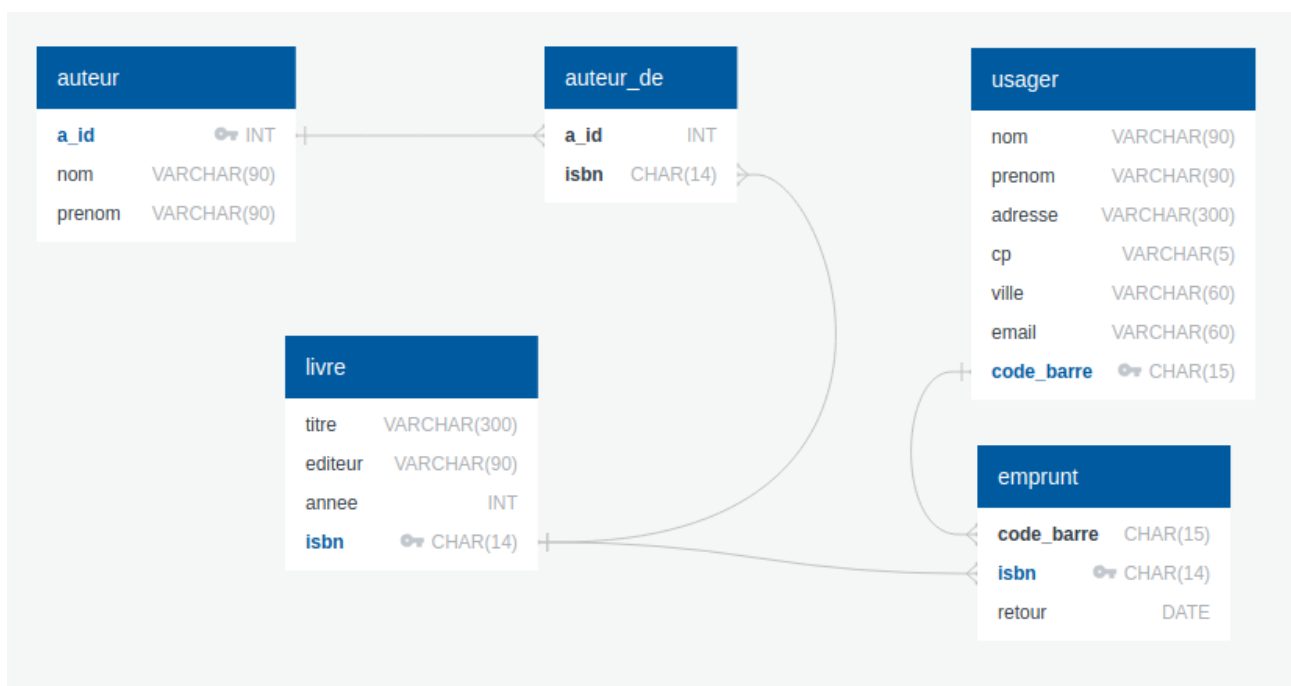 auteur
a_id INT
nom VARCHAR(90)
prenom VARCHAR(90)
auteur_de
a_id INT
isbn CHAR(14)
usager
nom VARCHAR(90)
prenom VARCHAR(90)
adresse VARCHAR(300)
cp VARCHAR(5)
ville VARCHAR(60)
email VARCHAR(60)
code_barre CHAR(15)
livre
titre VARCHAR(300)
editeur VARCHAR(90)
annee INT
isbn CHAR(14)
emprunt
code_barre CHAR(15)
isbn CHAR(14)
retour DATE